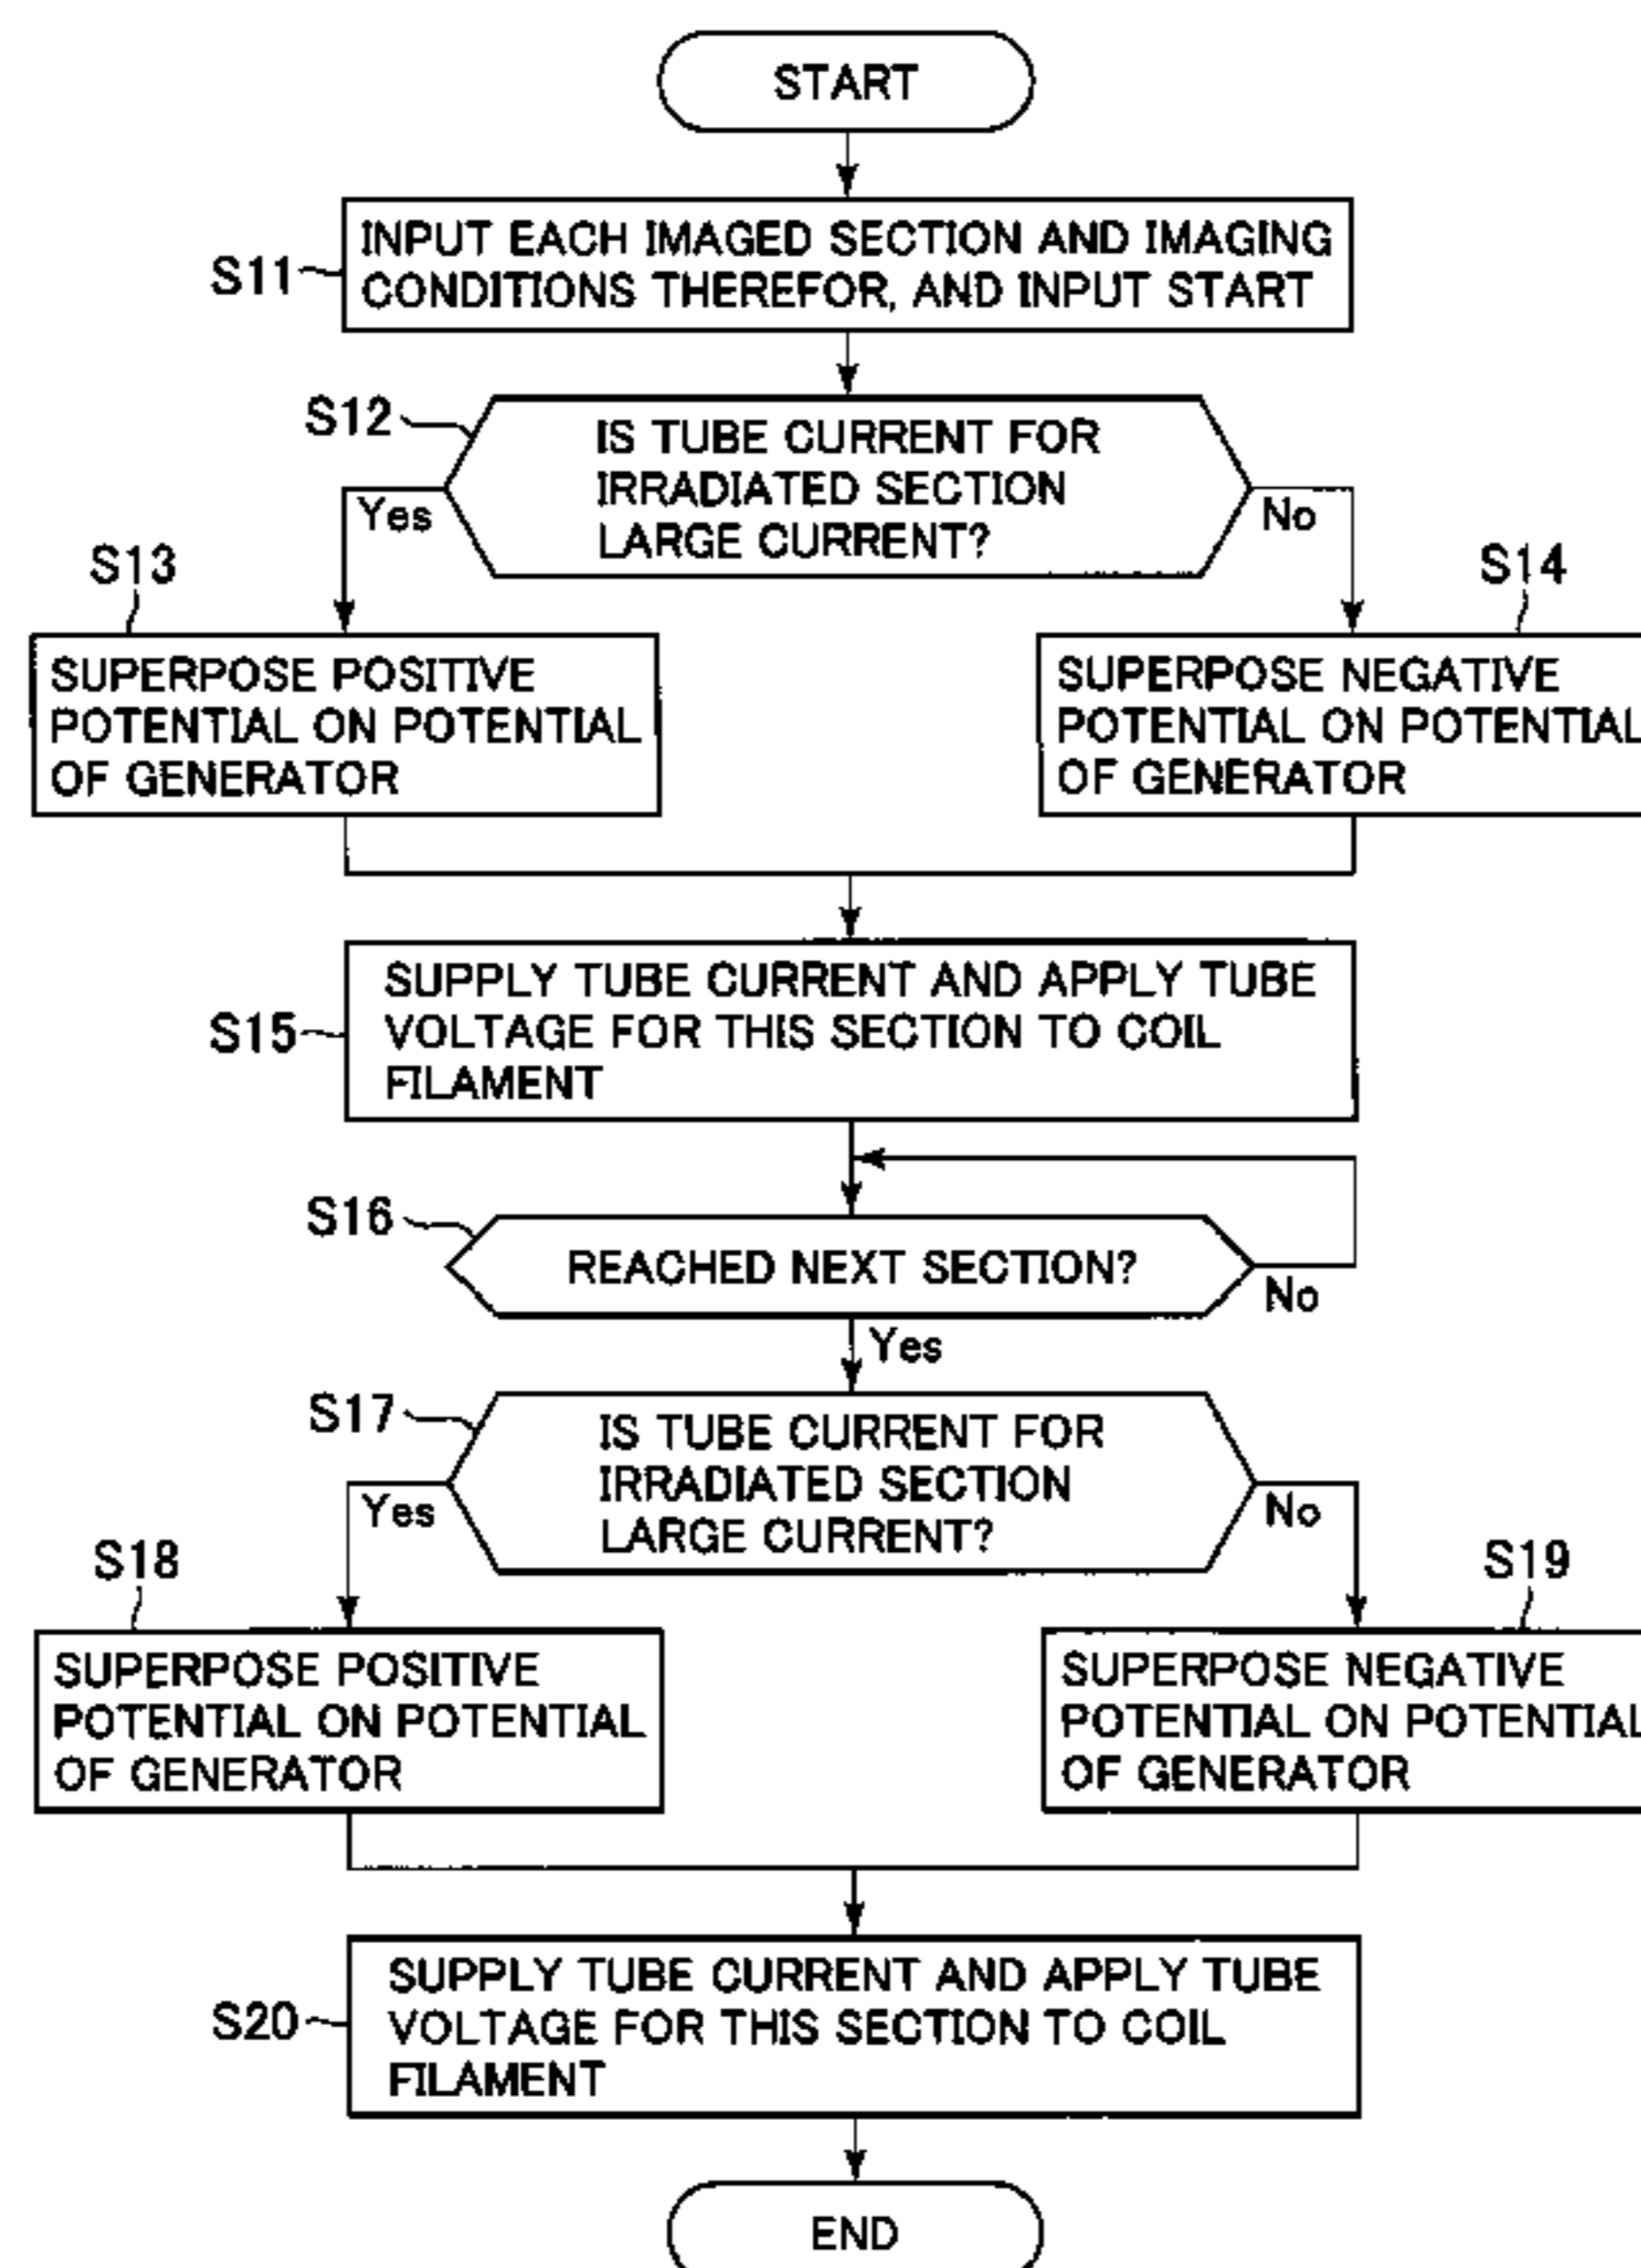 START
S11
INPUT EACH IMAGED SECTION AND IMAGING
CONDITIONS THEREFOR, AND INPUT START
S12
IS TUBE CURRENT FOR
IRRADIATED SECTION
LARGE CURRENT?
Yes
No
S13
SUPERPOSE POSITIVE
POTENTIAL ON POTENTIAL
OF GENERATOR
S14
SUPERPOSE NEGATIVE
POTENTIAL ON POTENTIAL
OF GENERATOR
S15
SUPPLY TUBE CURRENT AND APPLY TUBE
VOLTAGE FOR THIS SECTION TO COIL
FILAMENT
S16
REACHED NEXT SECTION?
No
Yes
S17
IS TUBE CURRENT FOR
IRRADIATED SECTION
LARGE CURRENT?
Yes
No
S18
SUPERPOSE POSITIVE
POTENTIAL ON POTENTIAL
OF GENERATOR
S19
SUPERPOSE NEGATIVE
POTENTIAL ON POTENTIAL
OF GENERATOR
S20
SUPPLY TUBE CURRENT AND APPLY TUBE
VOLTAGE FOR THIS SECTION TO COIL
FILAMENT
END